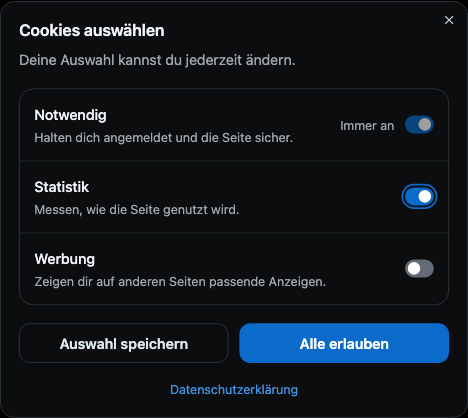 Cookies auswählen
Deine Auswahl kannst du jederzeit ändern.
Notwendig
Halten dich angemeldet und die Seite sicher.
Immer an
Statistik
Messen, wie die Seite genutzt wird.
Werbung
Zeigen dir auf anderen Seiten passende Anzeigen.
Auswahl speichern
Alle erlauben
Datenschutzerklärung